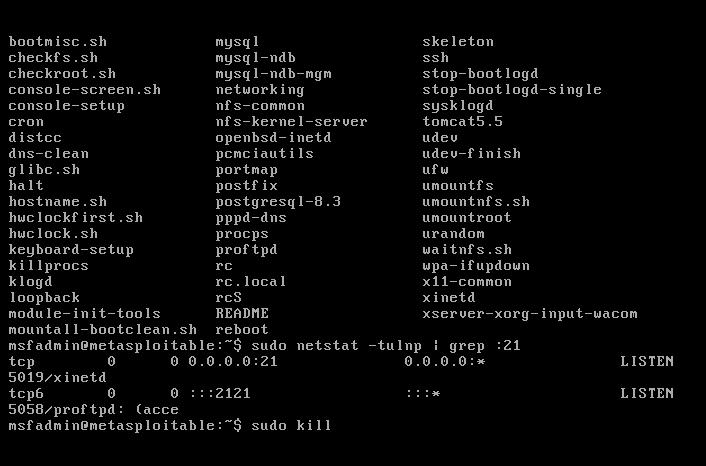 bootmisc.sh mysql skeleton
checkfs.sh mysql-ndb ssh
checkroot.sh mysql-ndb-mgm stop-bootlogd
console-screen.sh networking stop-bootlogd-single
console-setup nfs-common sysklogd
cron nfs-kernel-server tomcat5.5
distcc openbsd-inetd udev
dns-clean pcmciautils udev-finish
glibc.sh portmap ufw
halt postfix umountfs
hostname.sh postgresql-8.3 umountnfs.sh
hwclockfirst.sh pppd-dns umountroot
hwclock.sh procps urandom
keyboard-setup proftpd waitnfs.sh
killprocs rc wpa-ifupdown
klogd rc.local x11-common
loopback rcS xinetd
module-init-tools README xserver-xorg-input-wacom
mountall-bootclean.sh reboot
msfadmin@metasploitable:~$ sudo netstat -tulnp | grep :21
tcp 0 0 0.0.0.0:21 0.0.0.0:* LISTEN
5019/xinetd
tcp6 0 0 :::2121 :::* LISTEN
5058/proftpd: (acce
msfadmin@metasploitable:~$ sudo kill